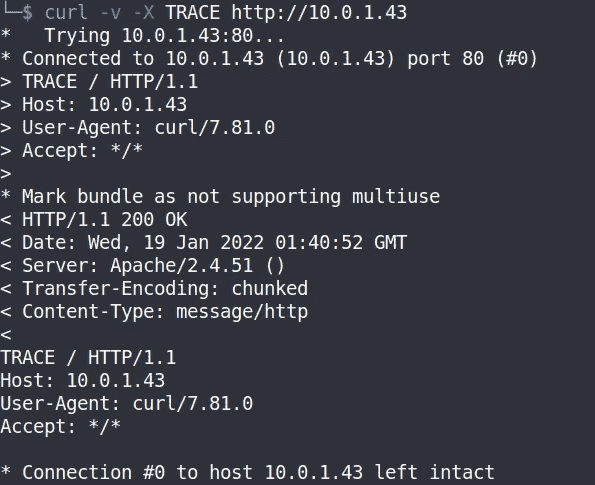 └─$ curl -v -X TRACE http://10.0.1.43
*   Trying 10.0.1.43:80...
* Connected to 10.0.1.43 (10.0.1.43) port 80 (#0)
> TRACE / HTTP/1.1
> Host: 10.0.1.43
> User-Agent: curl/7.81.0
> Accept: */*
>
* Mark bundle as not supporting multiuse
< HTTP/1.1 200 OK
< Date: Wed, 19 Jan 2022 01:40:52 GMT
< Server: Apache/2.4.51 ()
< Transfer-Encoding: chunked
< Content-Type: message/http
<
TRACE / HTTP/1.1
Host: 10.0.1.43
User-Agent: curl/7.81.0
Accept: */*

* Connection #0 to host 10.0.1.43 left intact